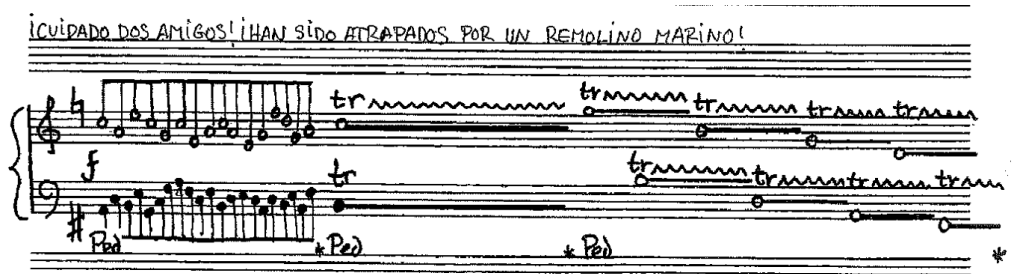 ¡CUIDADO DOS AMIGOS! ¡HAN SIDO ATRAPADOS POR UN REMOLINO MARINO!
tr tr tr tr tr
f
tr tr tr tr tr
Ped * Ped * Ped *